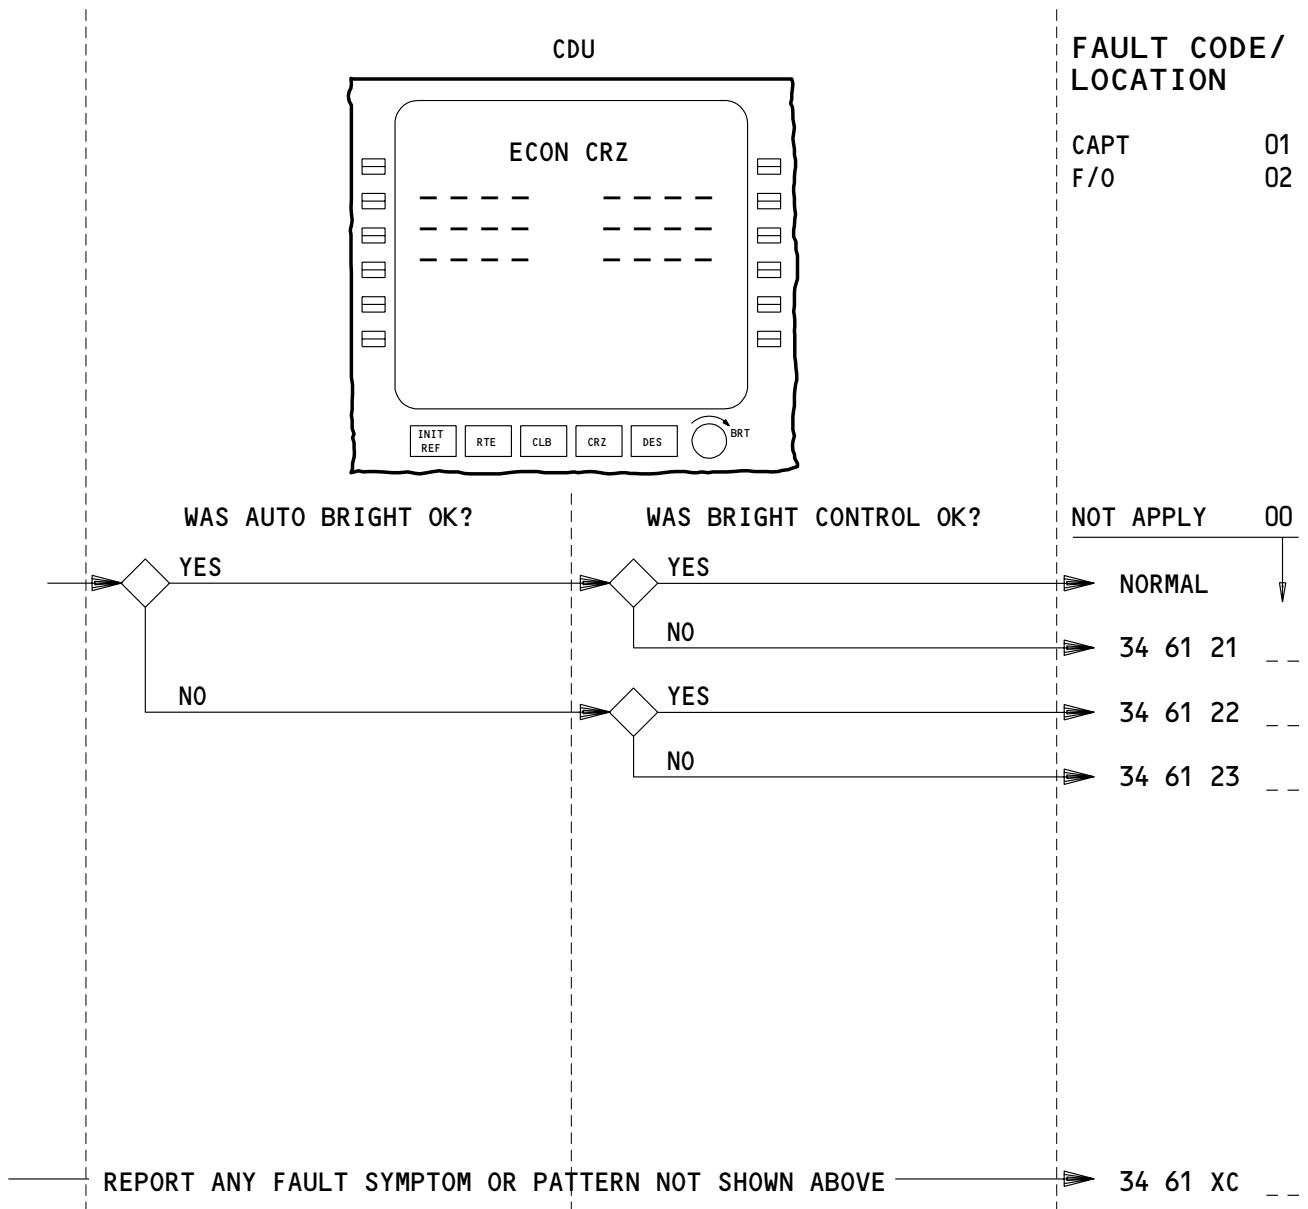 CDU
FAULT CODE/
LOCATION
CAPT 01
F/O 02
ECON CRZ
– – – – – – – –
– – – – – – – –
– – – – – – – –
INIT
REF
RTE
CLB
CRZ
DES
BRT
WAS AUTO BRIGHT OK?
WAS BRIGHT CONTROL OK?
NOT APPLY 00
YES
YES
NORMAL
NO
34 61 21 _ _
NO
YES
34 61 22 _ _
NO
34 61 23 _ _
REPORT ANY FAULT SYMPTOM OR PATTERN NOT SHOWN ABOVE
34 61 XC _ _